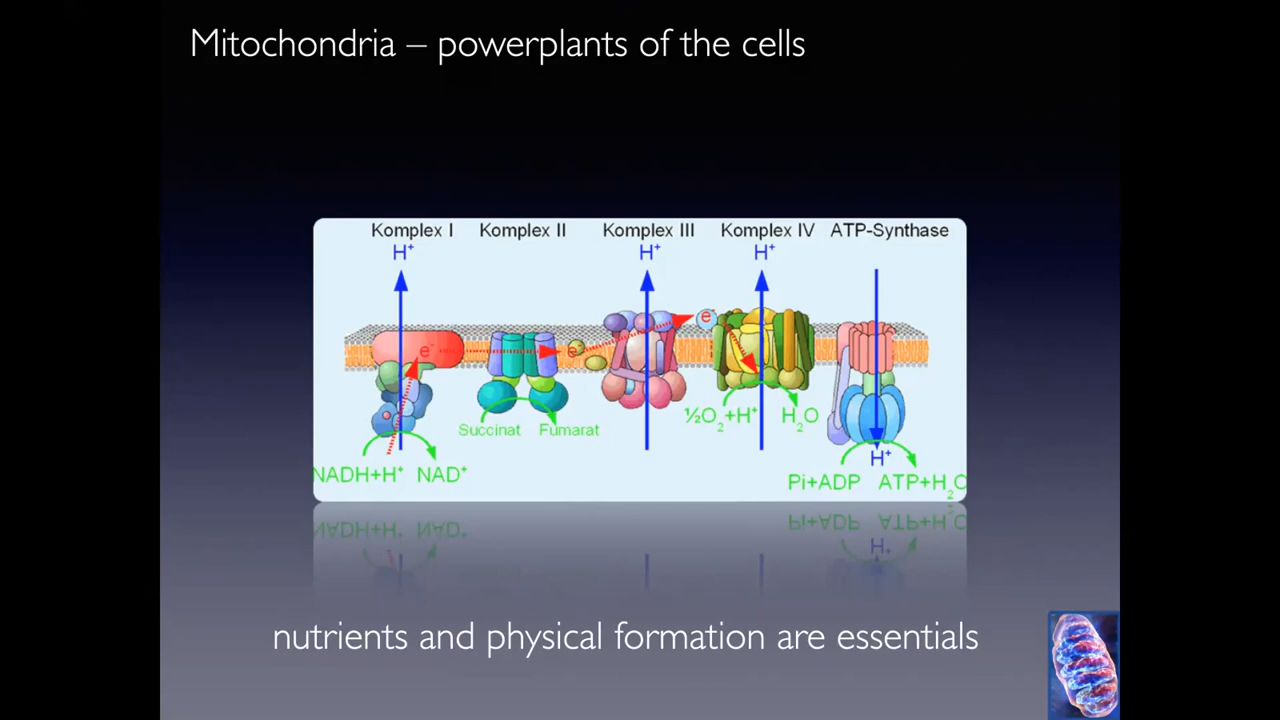 Mitochondria – powerplants of the cells
Komplex I Komplex II Komplex III Komplex IV ATP-Synthase
H⁺ H⁺ H⁺
e⁻
e⁻ e⁻
½O₂+H⁺ H₂O
Succinat Fumarat
H⁺
NADH+H⁺ NAD⁺
Pi+ADP ATP+H₂O
nutrients and physical formation are essentials